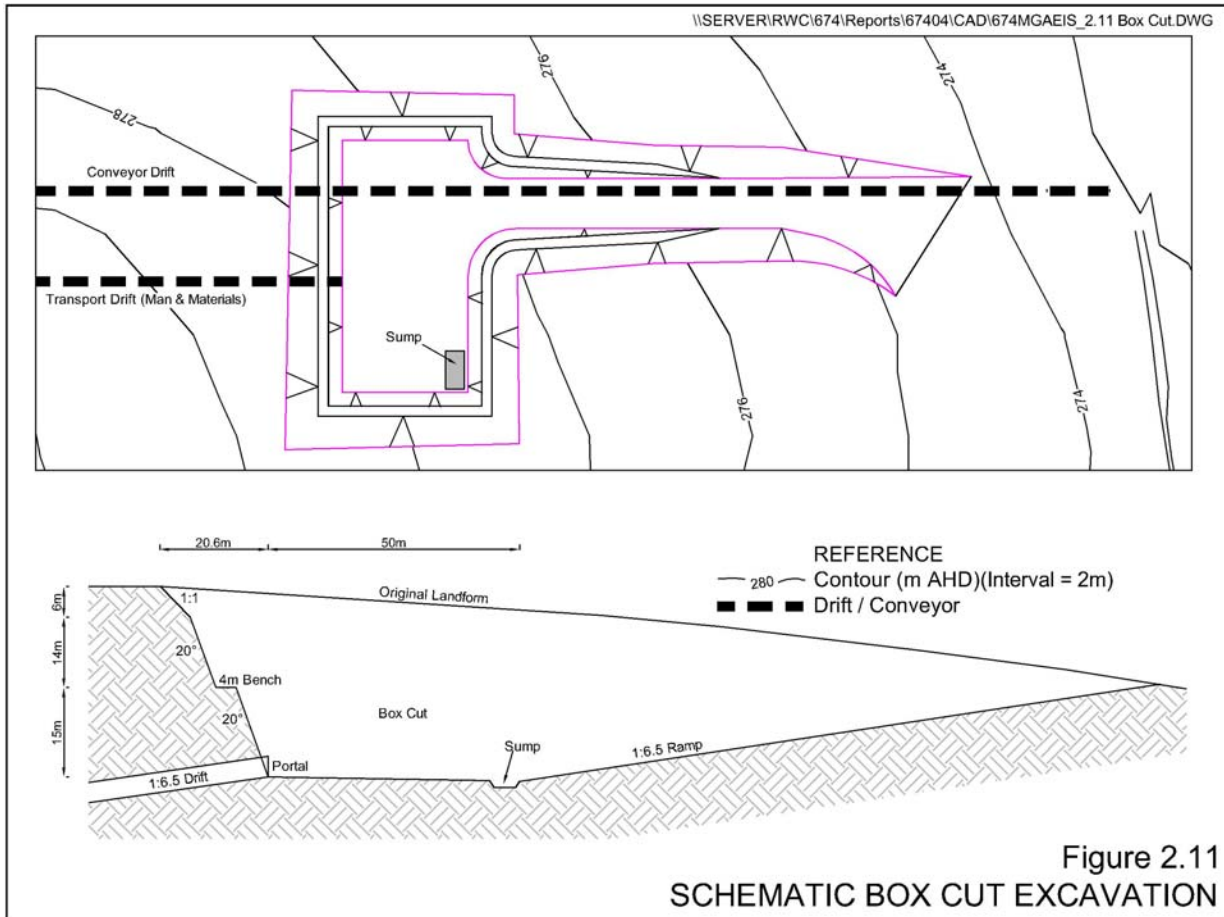 \\SERVER\RWC\674\Reports\67404\CAD\674MGAEIS_2.11 Box Cut.DWG
276
274
278
Conveyor Drift
Transport Drift (Man & Materials)
Sump
276
274
20.6m
50m
REFERENCE
280 Contour (m AHD)(Interval = 2m)
Drift / Conveyor
6m
1:1
Original Landform
14m
20°
4m Bench
15m
20°
Box Cut
Sump
1:6.5 Ramp
Portal
1:6.5 Drift
Figure 2.11
SCHEMATIC BOX CUT EXCAVATION